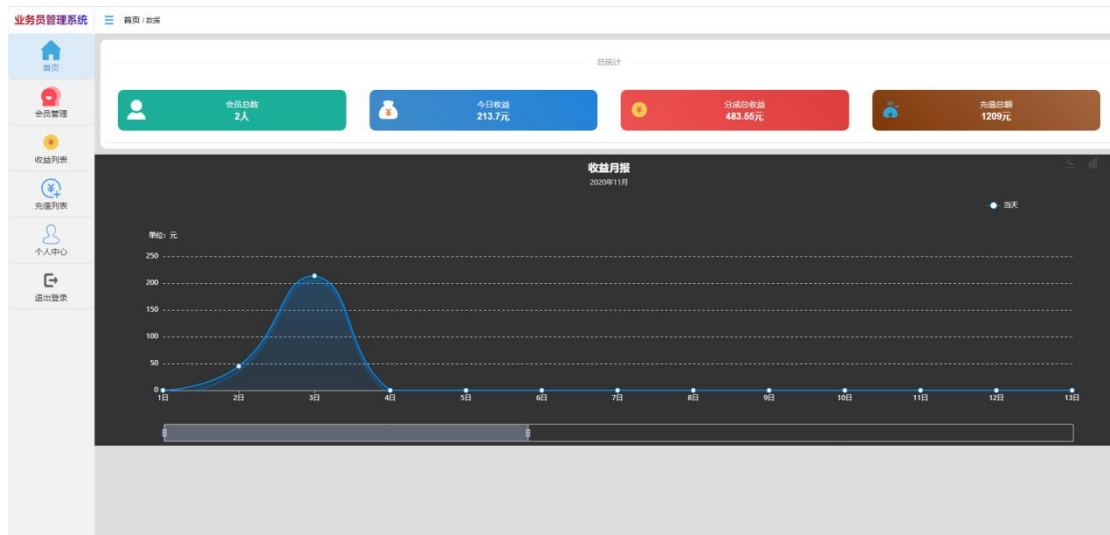 业务员管理系统
首页 / 数据
首页
会员管理
收益列表
充值列表
个人中心
退出登录
总统计
会员总数
2人
今日收益
213.7元
分成总收益
483.55元
充值总额
1209元
收益月报
2020年11月
当天
单位：元
250
200
150
100
50
0
1日 2日 3日 4日 5日 6日 7日 8日 9日 10日 11日 12日 13日